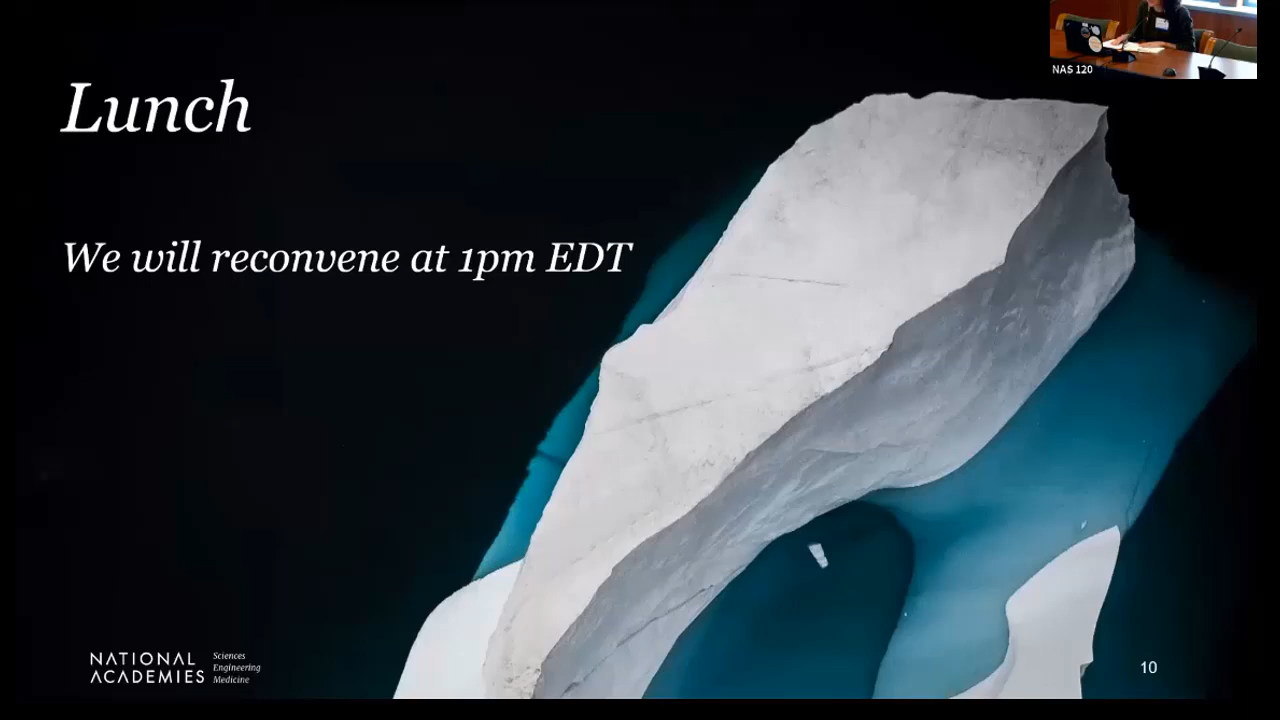 NAS 120
Lunch
We will reconvene at 1pm EDT
NATIONAL ACADEMIES
Sciences
Engineering
Medicine
10